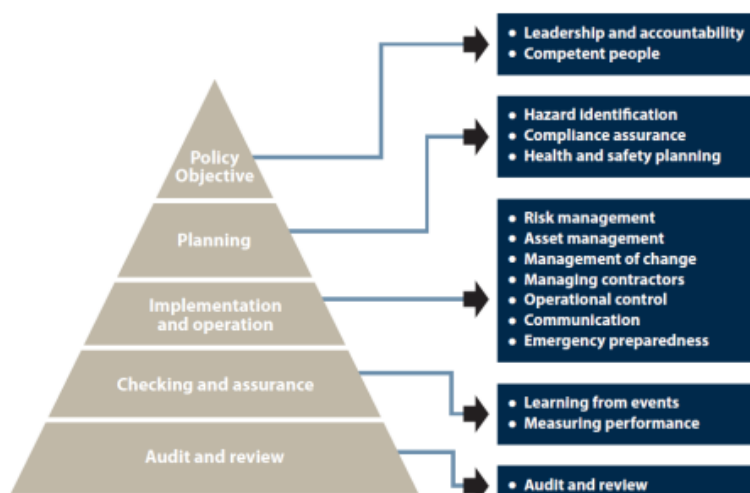 Leadership and accountability
Competent people
Policy
Objective
Hazard identification
Compliance assurance
Health and safety planning
Planning
Risk management
Asset management
Management of change
Managing contractors
Operational control
Communication
Emergency preparedness
Implementation
and operation
Checking and assurance
Learning from events
Measuring performance
Audit and review
Audit and review